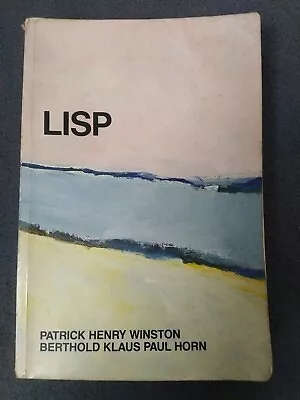 LISP
PATRICK HENRY WINSTON
BERTHOLD KLAUS PAUL HORN